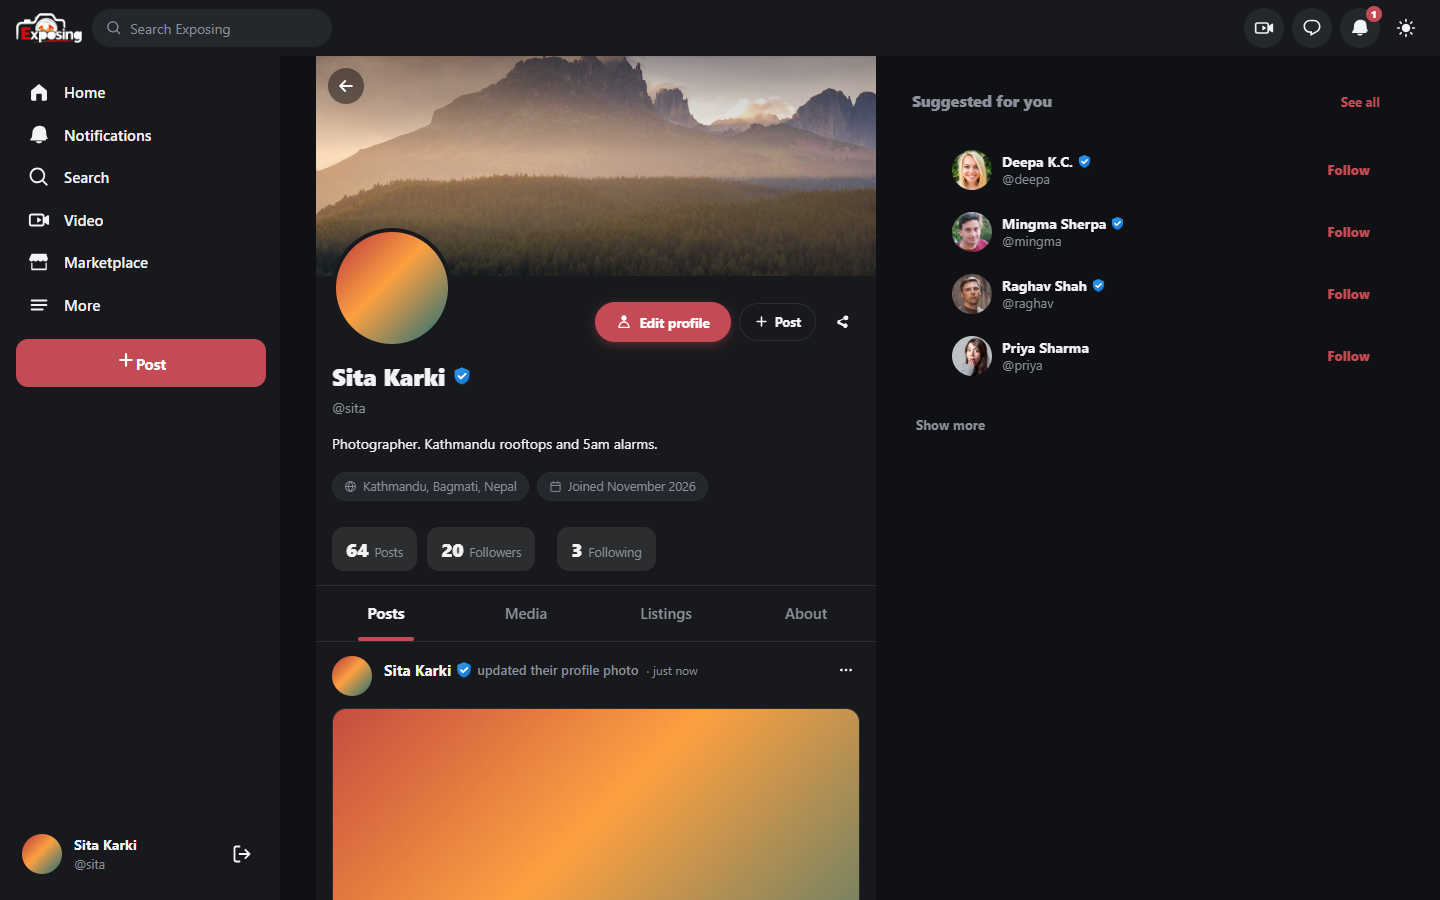 Exposing
Search Exposing
1
Home
Notifications
Search
Video
Marketplace
More
+ Post
Sita Karki
@sita
Edit profile
+ Post
Sita Karki
@sita
Photographer. Kathmandu rooftops and 5am alarms.
Kathmandu, Bagmati, Nepal
Joined November 2026
64 Posts
20 Followers
3 Following
Posts
Media
Listings
About
Sita Karki updated their profile photo · just now
Suggested for you
See all
Deepa K.C.
@deepa
Follow
Mingma Sherpa
@mingma
Follow
Raghav Shah
@raghav
Follow
Priya Sharma
@priya
Follow
Show more